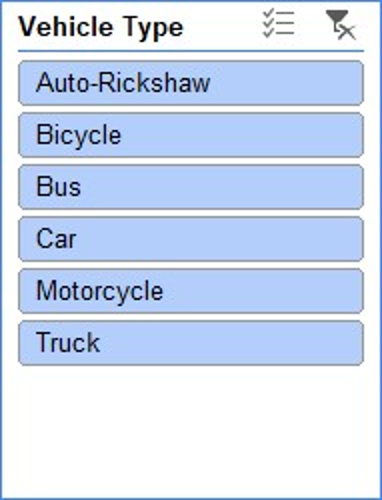 Vehicle Type
Auto-Rickshaw
Bicycle
Bus
Car
Motorcycle
Truck